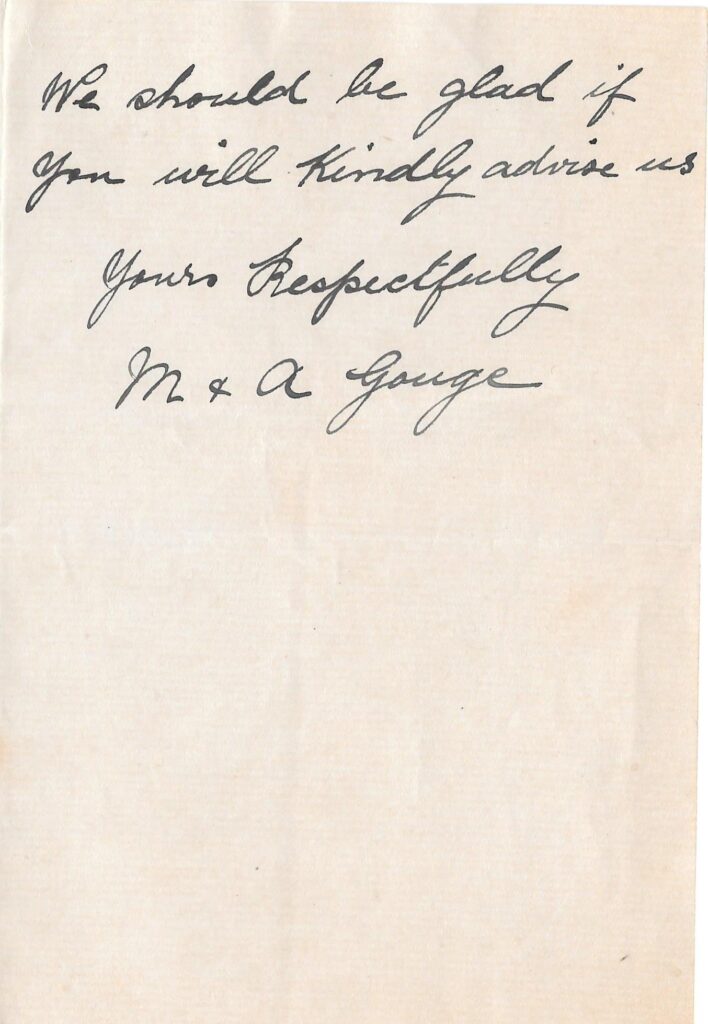 We should be glad if
you will Kindly advise us
Yours Respectfully
M & A Gouge